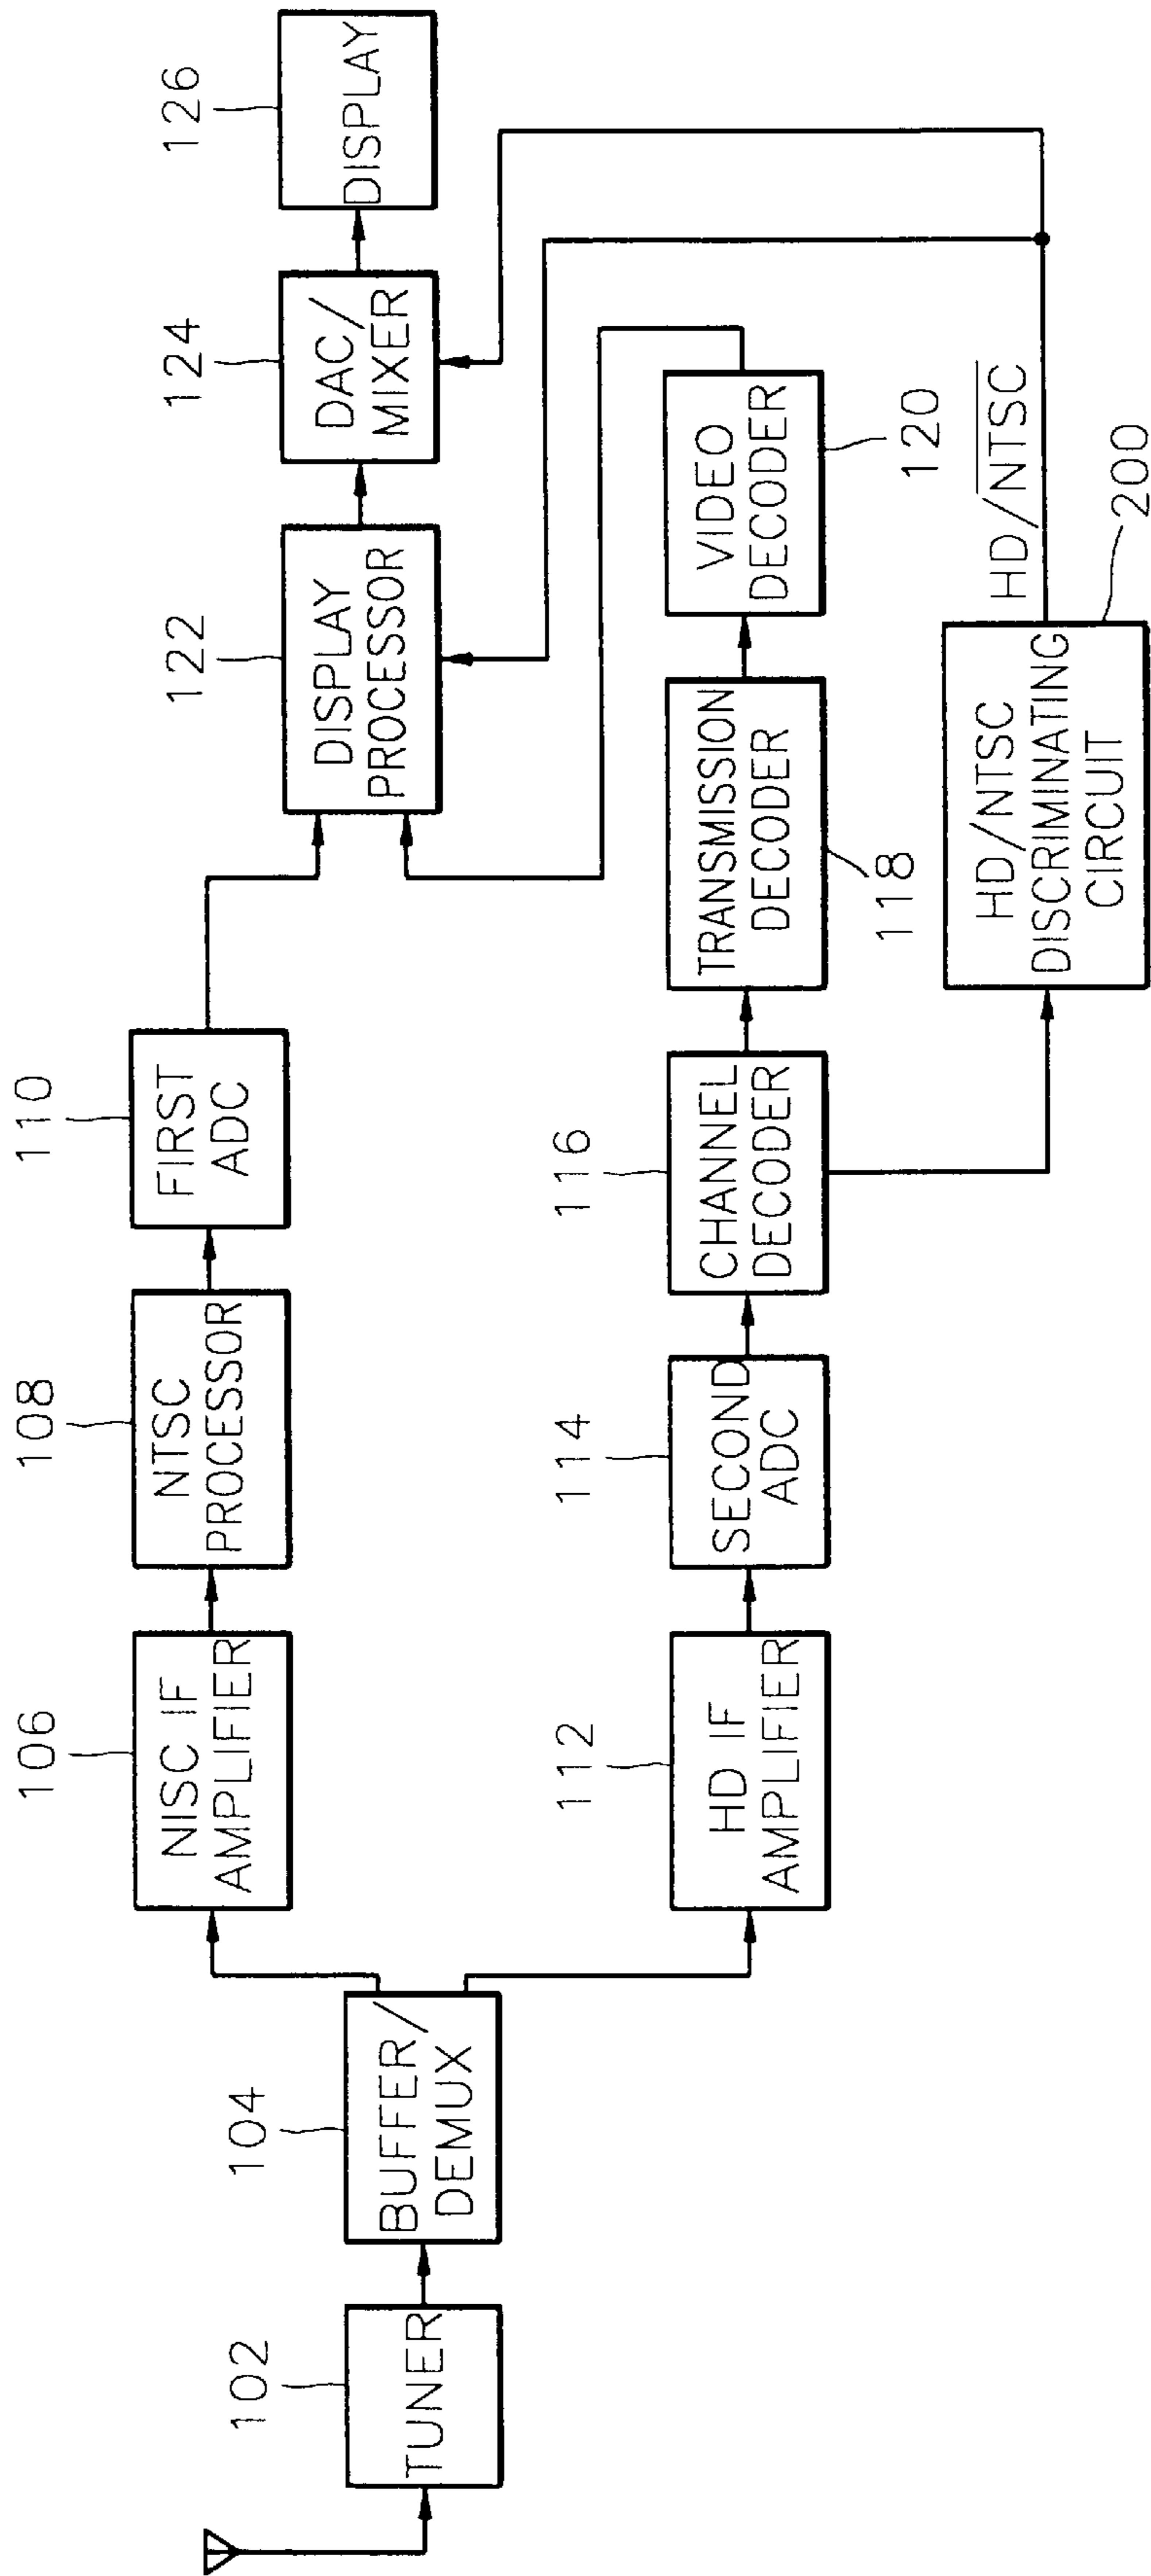 102
TUNER
104
BUFFER/
DEMUX
106
NISC IF
AMPLIFIER
108
NTSC
PROCESSOR
110
FIRST
ADC
112
HD IF
AMPLIFIER
114
SECOND
ADC
116
CHANNEL
DECODER
118
TRANSMISSION
DECODER
120
VIDEO
DECODER
122
DISPLAY
PROCESSOR
124
DAC/
MIXER
126
DISPLAY
HD/NTSC
DISCRIMINATING
CIRCUIT
200
HD/N̅T̅S̅C̅